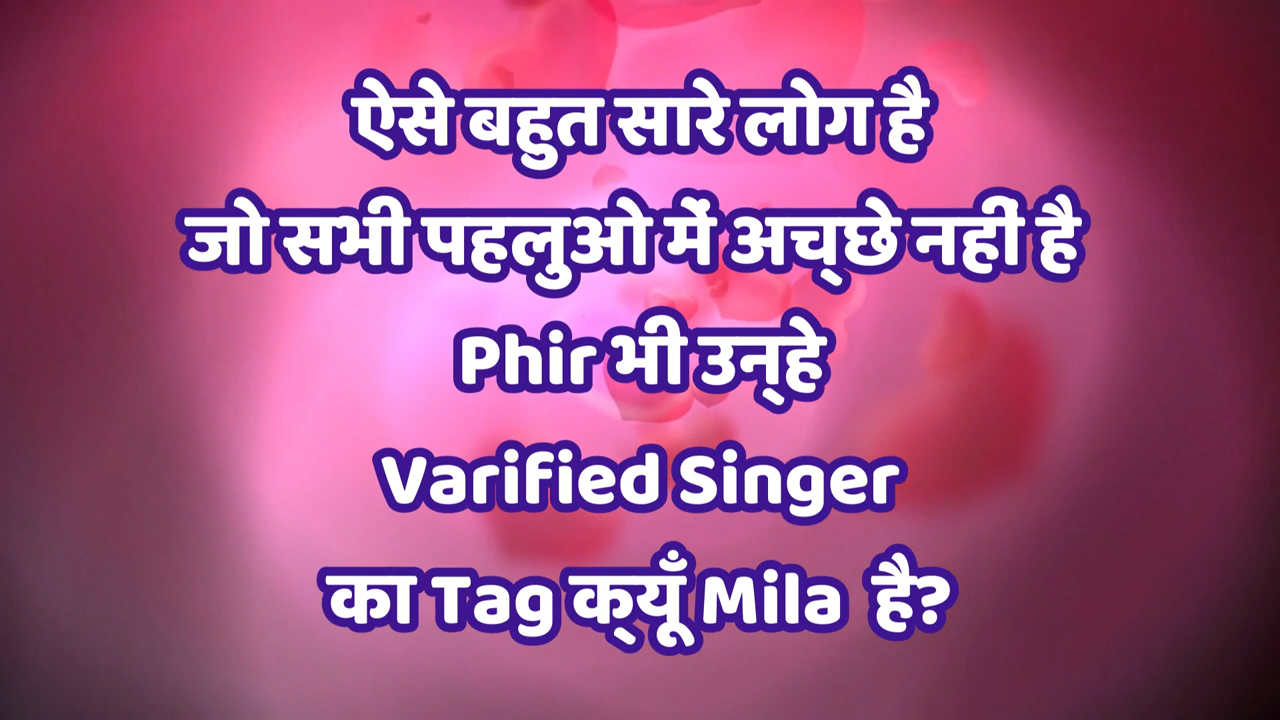 ऐसे बहुत सारे लोग है
जो सभी पहलुओ में अच्‌छे नहीं है
Phir भी उन्‌हे
Varified Singer
का Tag क्‌यूँ Mila है?